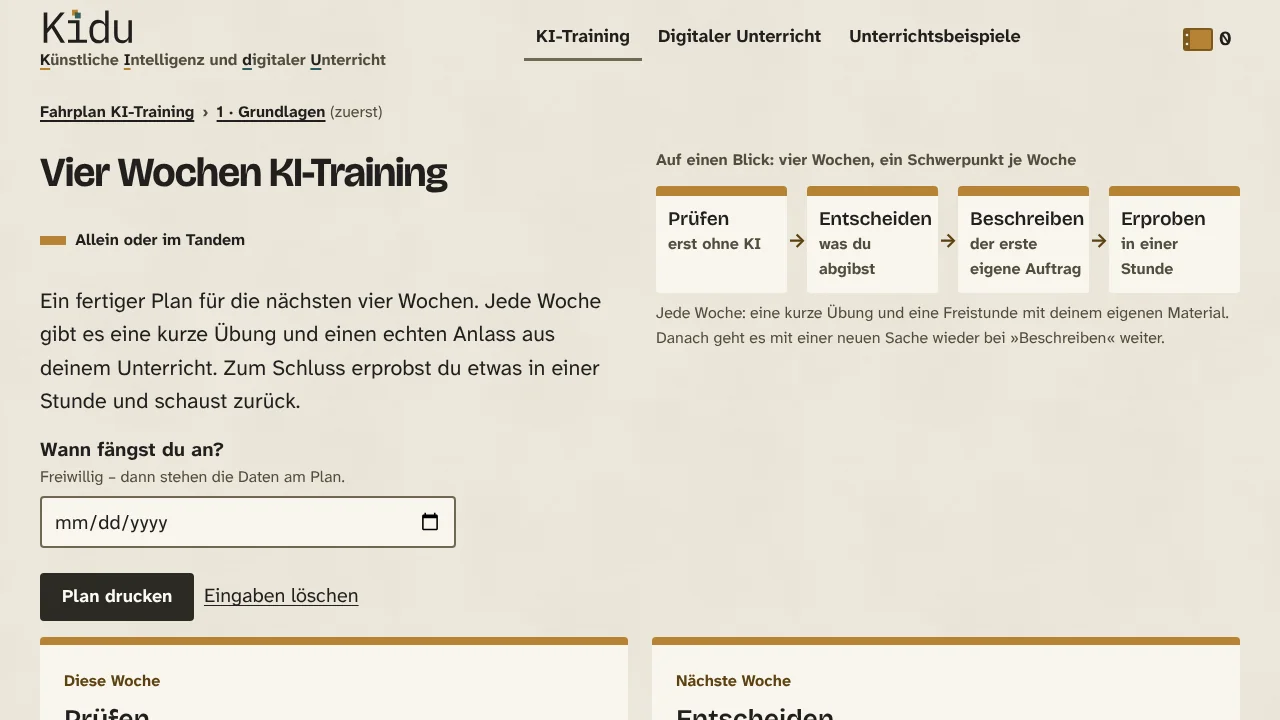 Kidu
Künstliche Intelligenz und digitaler Unterricht
KI-Training
Digitaler Unterricht
Unterrichtsbeispiele
0
Fahrplan KI-Training › 1 · Grundlagen (zuerst)
Vier Wochen KI-Training
Allein oder im Tandem
Ein fertiger Plan für die nächsten vier Wochen. Jede Woche
gibt es eine kurze Übung und einen echten Anlass aus
deinem Unterricht. Zum Schluss erprobst du etwas in einer
Stunde und schaust zurück.
Wann fängst du an?
Freiwillig – dann stehen die Daten am Plan.
mm/dd/yyyy
Plan drucken
Eingaben löschen
Auf einen Blick: vier Wochen, ein Schwerpunkt je Woche
Prüfen
erst ohne KI
→
Entscheiden
was du
abgibst
→
Beschreiben
der erste
eigene Auftrag
→
Erproben
in einer
Stunde
Jede Woche: eine kurze Übung und eine Freistunde mit deinem eigenen Material.
Danach geht es mit einer neuen Sache wieder bei »Beschreiben« weiter.
Diese Woche
Prüfen
Nächste Woche
Entscheiden